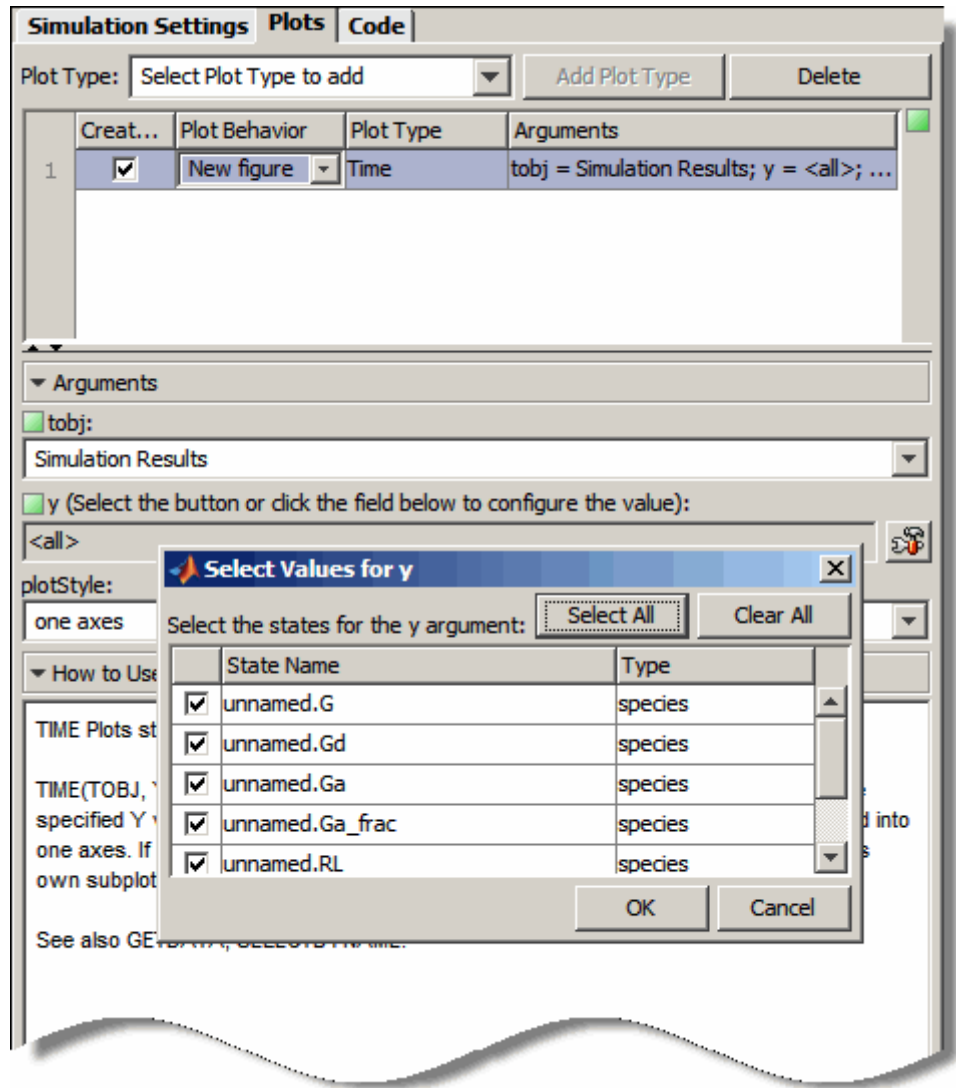 Simulation Settings Plots Code
Plot Type: Select Plot Type to add Add Plot Type Delete
Creat... Plot Behavior Plot Type Arguments
1 New figure Time tobj = Simulation Results; y = <all>; ...
Arguments
tobj:
Simulation Results
y (Select the button or click the field below to configure the value):
<all>
plotStyle:
one axes
How to Use
TIME Plots st
TIME(TOBJ, Y
specified Y v
d into
one axes. If
s
own subplot
See also GETDATA, SELECTBYNAME.
Select Values for y
Select the states for the y argument: Select All Clear All
State Name Type
unnamed.G species
unnamed.Gd species
unnamed.Ga species
unnamed.Ga_frac species
unnamed.RL species
OK Cancel